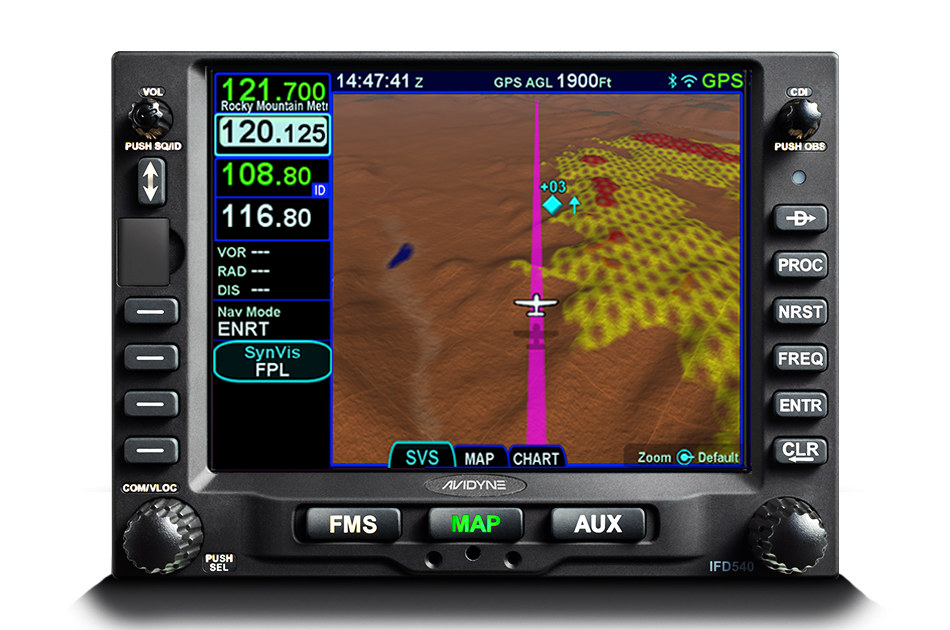 VOL
PUSH SQ/ID
121.700
Rocky Mountain Metr
120.125
108.80
ID
116.80
VOR ---
RAD ---
DIS ---
Nav Mode
ENRT
SynVis
FPL
14:47:41 Z
GPS AGL 1900Ft
GPS
+03
SVS
MAP
CHART
Zoom Default
CDI
PUSH OBS
D
PROC
NRST
FREQ
ENTR
CLR
AVIDYNE
COM/VLOC
PUSH
SEL
FMS
MAP
AUX
IFD540